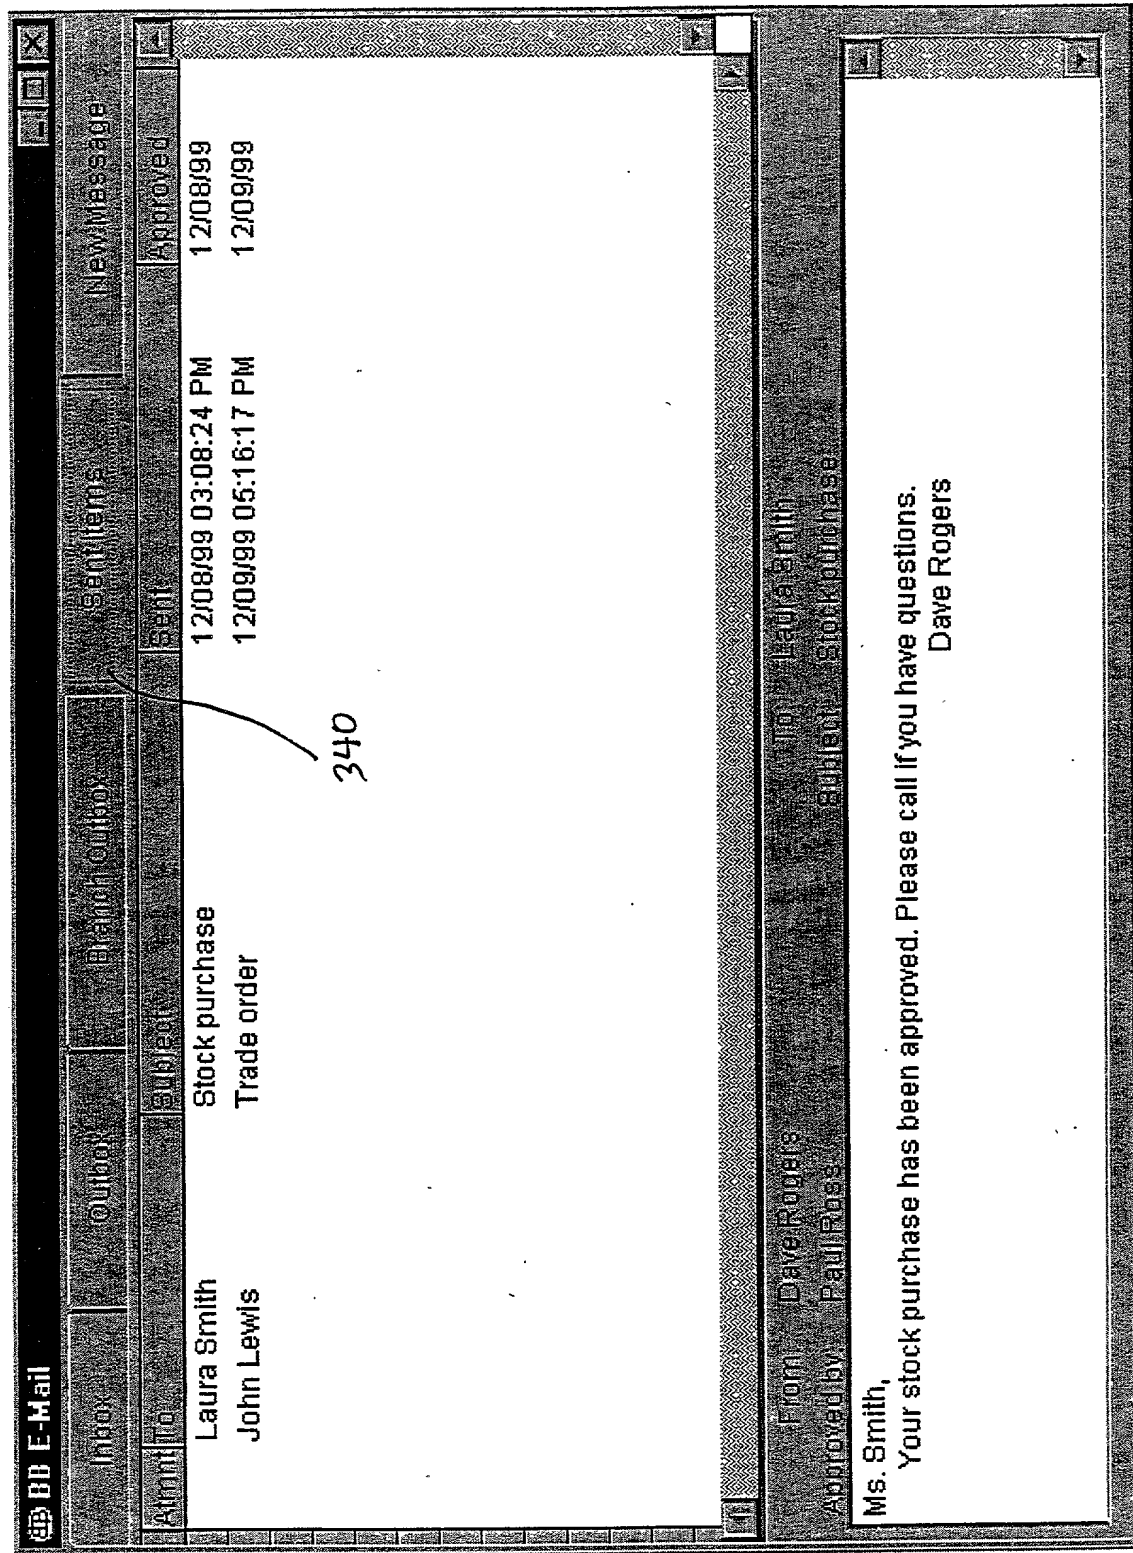 BD E-Mail
Inbox Outbox Branch Outbox Sent Items New Message
Atmnt To Subject Sent Approved
Laura Smith Stock purchase 12/08/99 03:08:24 PM 12/08/99
John Lewis Trade order 12/09/99 05:16:17 PM 12/09/99
340
From: Dave Rogers To: Laura Smith
Approved by: Paul Ross Subject: Stock purchase
Ms. Smith,
Your stock purchase has been approved. Please call if you have questions.
Dave Rogers